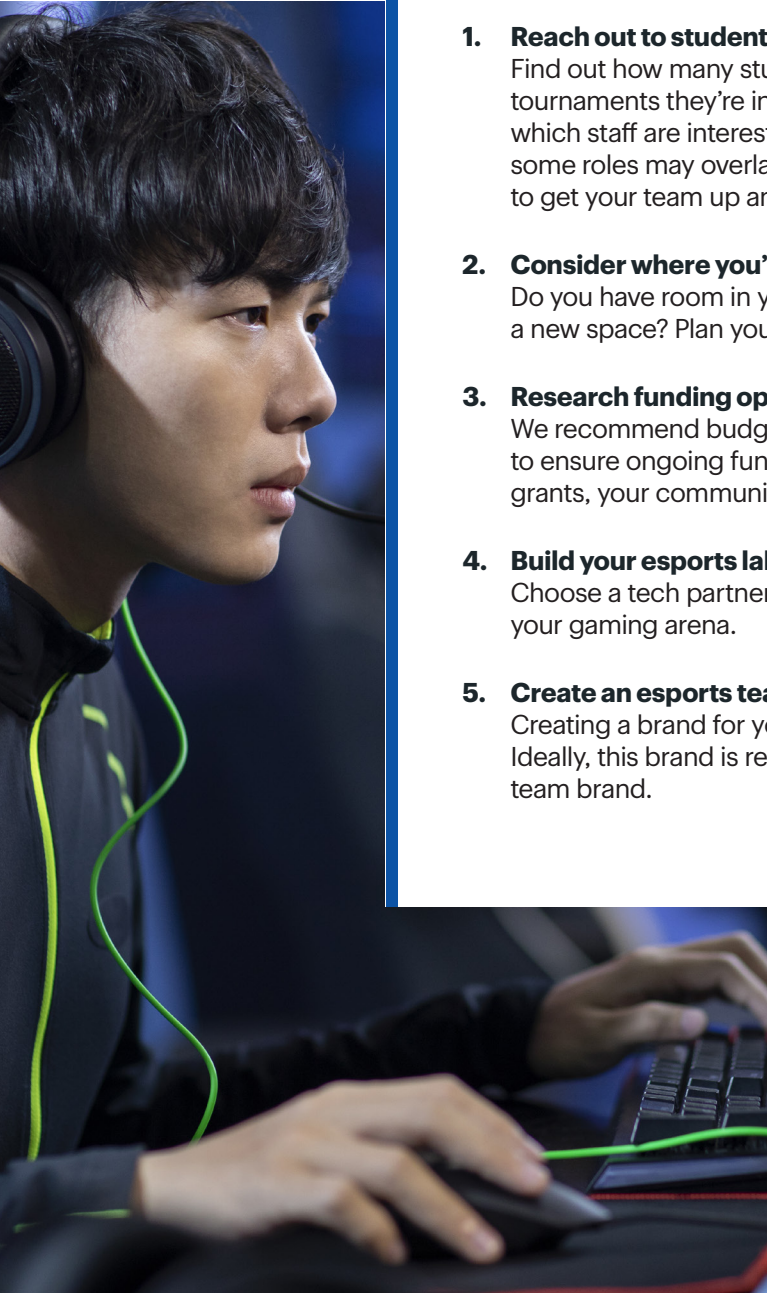 1. Reach out to student
Find out how many stu
tournaments they’re in
which staff are interest
some roles may overla
to get your team up an
2. Consider where you’
Do you have room in y
a new space? Plan you
3. Research funding op
We recommend budg
to ensure ongoing fun
grants, your communi
4. Build your esports la
Choose a tech partner
your gaming arena.
5. Create an esports tea
Creating a brand for yo
Ideally, this brand is re
team brand.